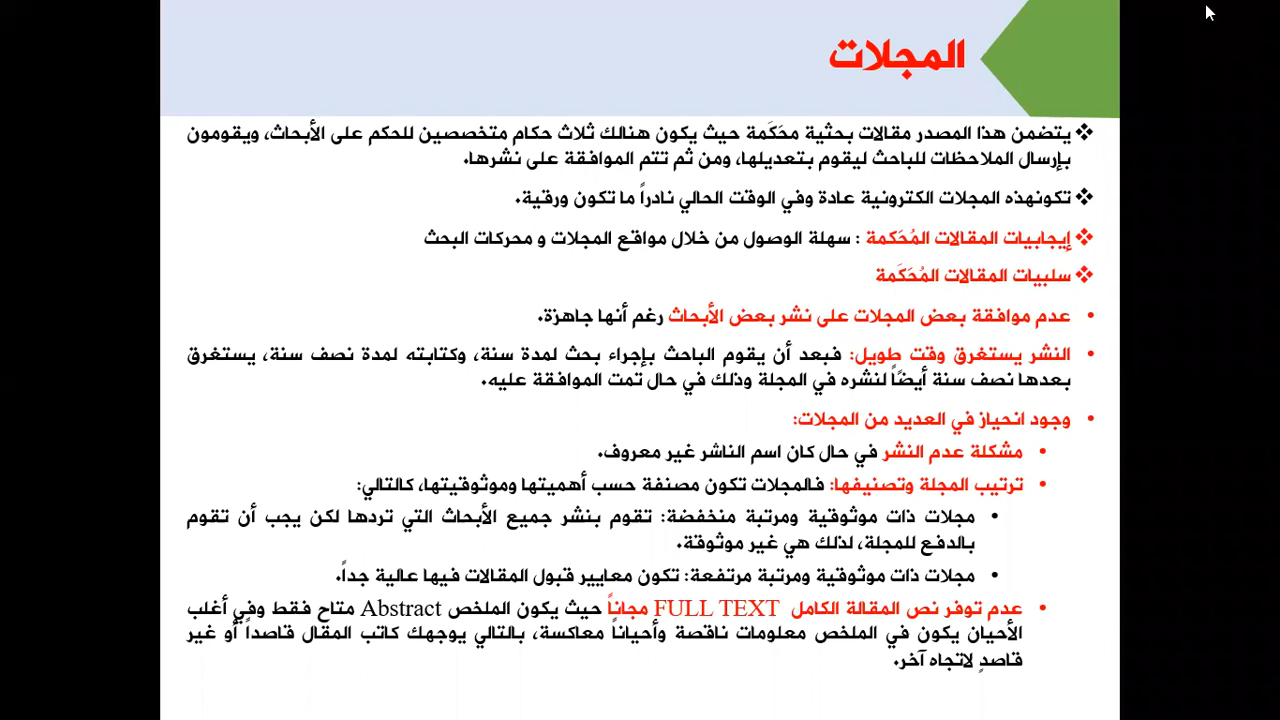 المجلات
❖ يتضمن هذا المصدر مقالات بحثية محَكَمة حيث يكون هنالك ثلاث حكام متخصصين للحكم على الأبحاث، ويقومون
بإرسال الملاحظات للباحث ليقوم بتعديلها، ومن ثم تتم الموافقة على نشرها.
❖ تكونهذه المجلات الكترونية عادة وفي الوقت الحالي نادراً ما تكون ورقية.
❖ إيجابيات المقالات المُحَكمة : سهلة الوصول من خلال مواقع المجلات و محركات البحث
❖ سلبيات المقالات المُحَكَمة
• عدم موافقة بعض المجلات على نشر بعض الأبحاث رغم أنها جاهزة.
• النشر يستغرق وقت طويل: فبعد أن يقوم الباحث بإجراء بحث لمدة سنة، وكتابته لمدة نصف سنة، يستغرق
بعدها نصف سنة أيضاً لنشره في المجلة وذلك في حال تمت الموافقة عليه.
• وجود انحياز في العديد من المجلات:
• مشكلة عدم النشر في حال كان اسم الناشر غير معروف.
• ترتيب المجلة وتصنيفها: فالمجلات تكون مصنفة حسب أهميتها وموثوقيتها، كالتالي:
• مجلات ذات موثوقية ومرتبة منخفضة: تقوم بنشر جميع الأبحاث التي تردها لكن يجب أن تقوم
بالدفع للمجلة، لذلك هي غير موثوقة.
• مجلات ذات موثوقية ومرتبة مرتفعة: تكون معايير قبول المقالات فيها عالية جداً.
• عدم توفر نص المقالة الكامل FULL TEXT مجاناً حيث يكون الملخص Abstract متاح فقط وفي أغلب
الأحيان يكون في الملخص معلومات ناقصة وأحياناً معاكسة، بالتالي يوجهك كاتب المقال قاصداً أو غير
قاصدٍ لاتجاه آخر.